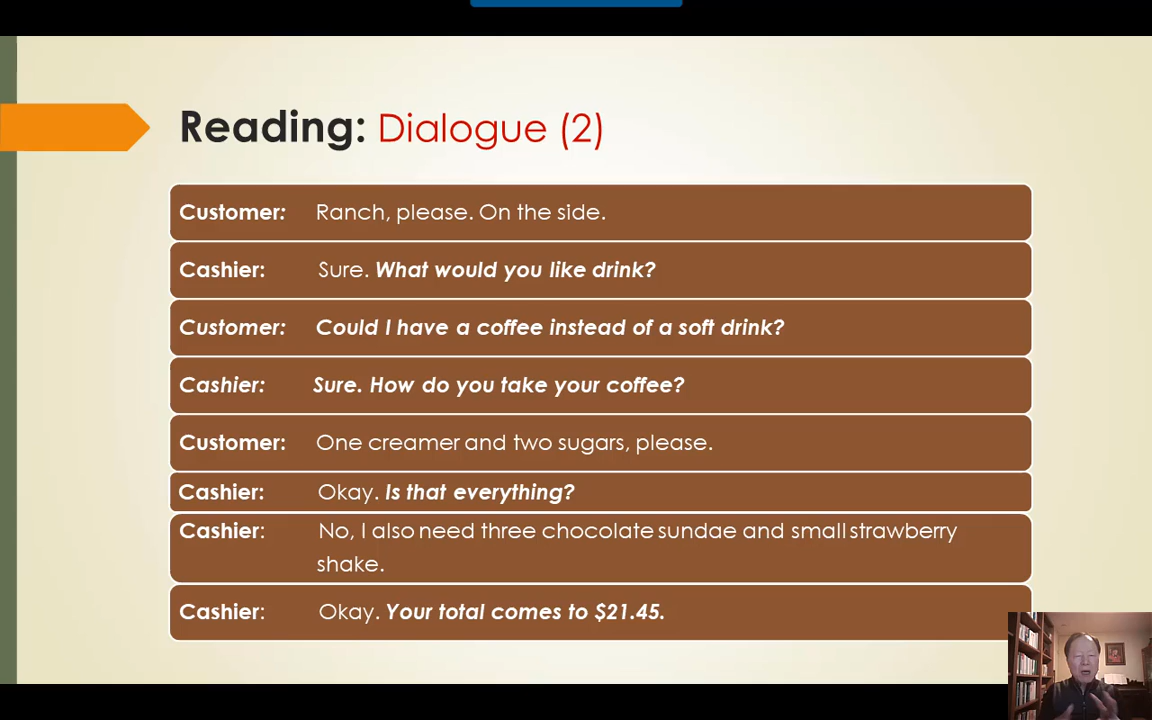 Reading: Dialogue (2)
Customer: Ranch, please. On the side.
Cashier: Sure. What would you like drink?
Customer: Could I have a coffee instead of a soft drink?
Cashier: Sure. How do you take your coffee?
Customer: One creamer and two sugars, please.
Cashier: Okay. Is that everything?
Cashier: No, I also need three chocolate sundae and small strawberry
shake.
Cashier: Okay. Your total comes to $21.45.